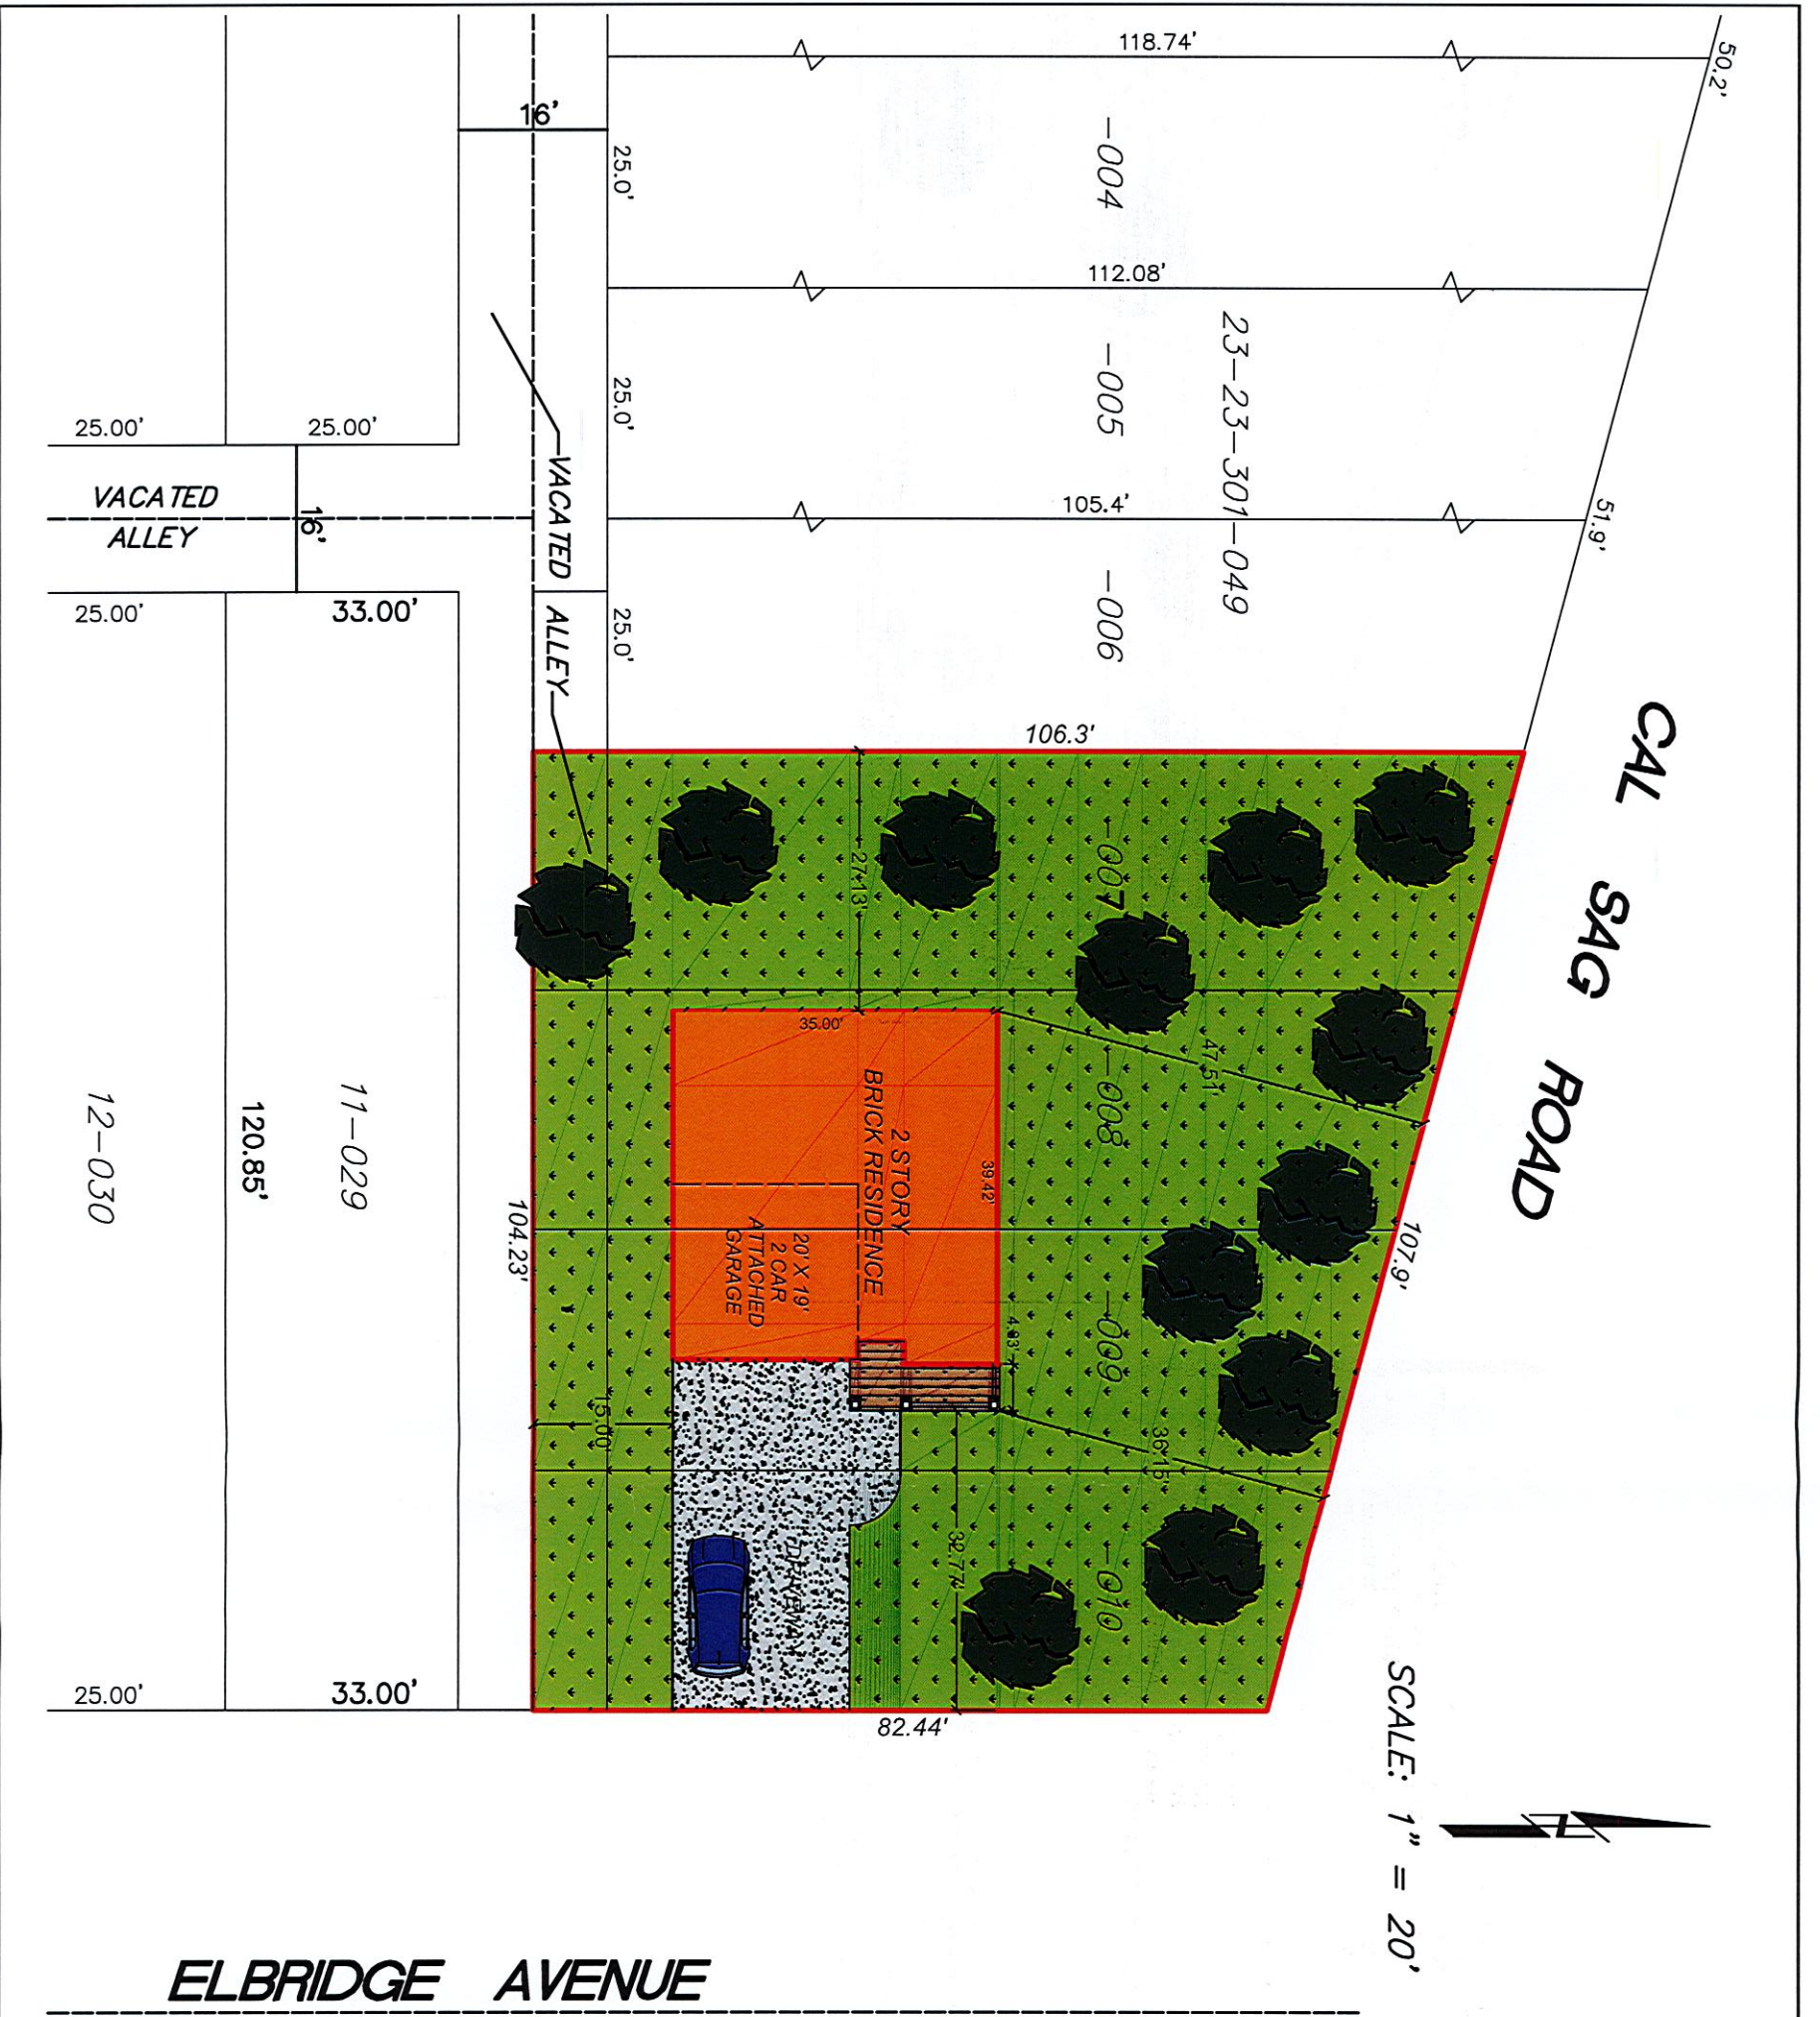 118.74'
50.2'
16'
25.0'
-004
112.08'
23-23-301-049
25.0'
-005
25.00'
25.00'
VACATED
ALLEY
16'
VACATED ALLEY
105.4'
51.9'
25.00'
33.00'
25.0'
-006
CAL SAG ROAD
106.3'
27.13'
-007
35.00'
47.51'
-008
2 STORY
BRICK RESIDENCE
39.42'
12-030
120.85'
11-029
104.23'
20' X 19'
2 CAR
ATTACHED
GARAGE
107.9'
4.93'
-009
15.00'
36.15'
32.77'
DRIVEWAY
-010
25.00'
33.00'
82.44'
SCALE: 1" = 20'
N
ELBRIDGE AVENUE